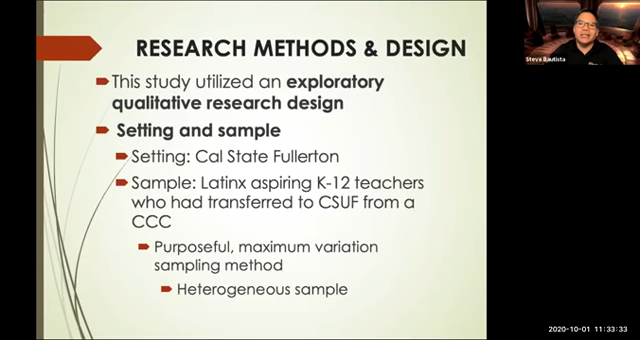 RESEARCH METHODS & DESIGN
This study utilized an exploratory
qualitative research design
Setting and sample
Setting: Cal State Fullerton
Sample: Latinx aspiring K-12 teachers
who had transferred to CSUF from a
CCC
Purposeful, maximum variation
sampling method
Heterogeneous sample
Steve Bautista
2020-10-01 11:33:33